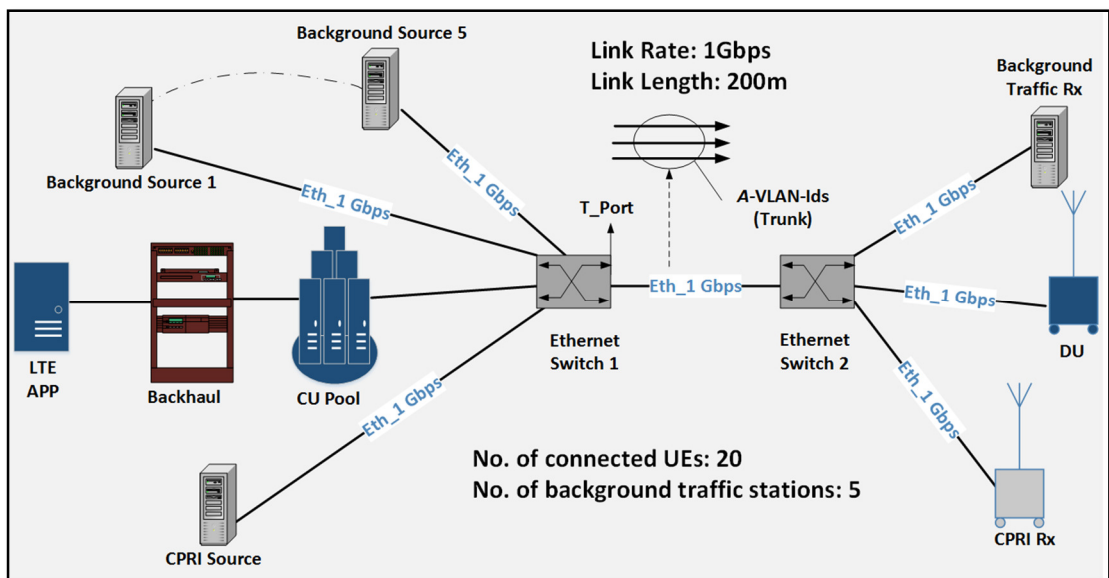 Background Source 5
Link Rate: 1Gbps
Link Length: 200m
Background
Traffic Rx
Background Source 1
Eth_1 Gbps
Eth_1 Gbps
T_Port
A-VLAN-Ids
(Trunk)
Eth_1 Gbps
Eth_1 Gbps
Eth_1 Gbps
LTE
APP
Backhaul
CU Pool
Ethernet
Switch 1
Ethernet
Switch 2
DU
Eth_1 Gbps
Eth_1 Gbps
No. of connected UEs: 20
No. of background traffic stations: 5
CPRI Source
CPRI Rx